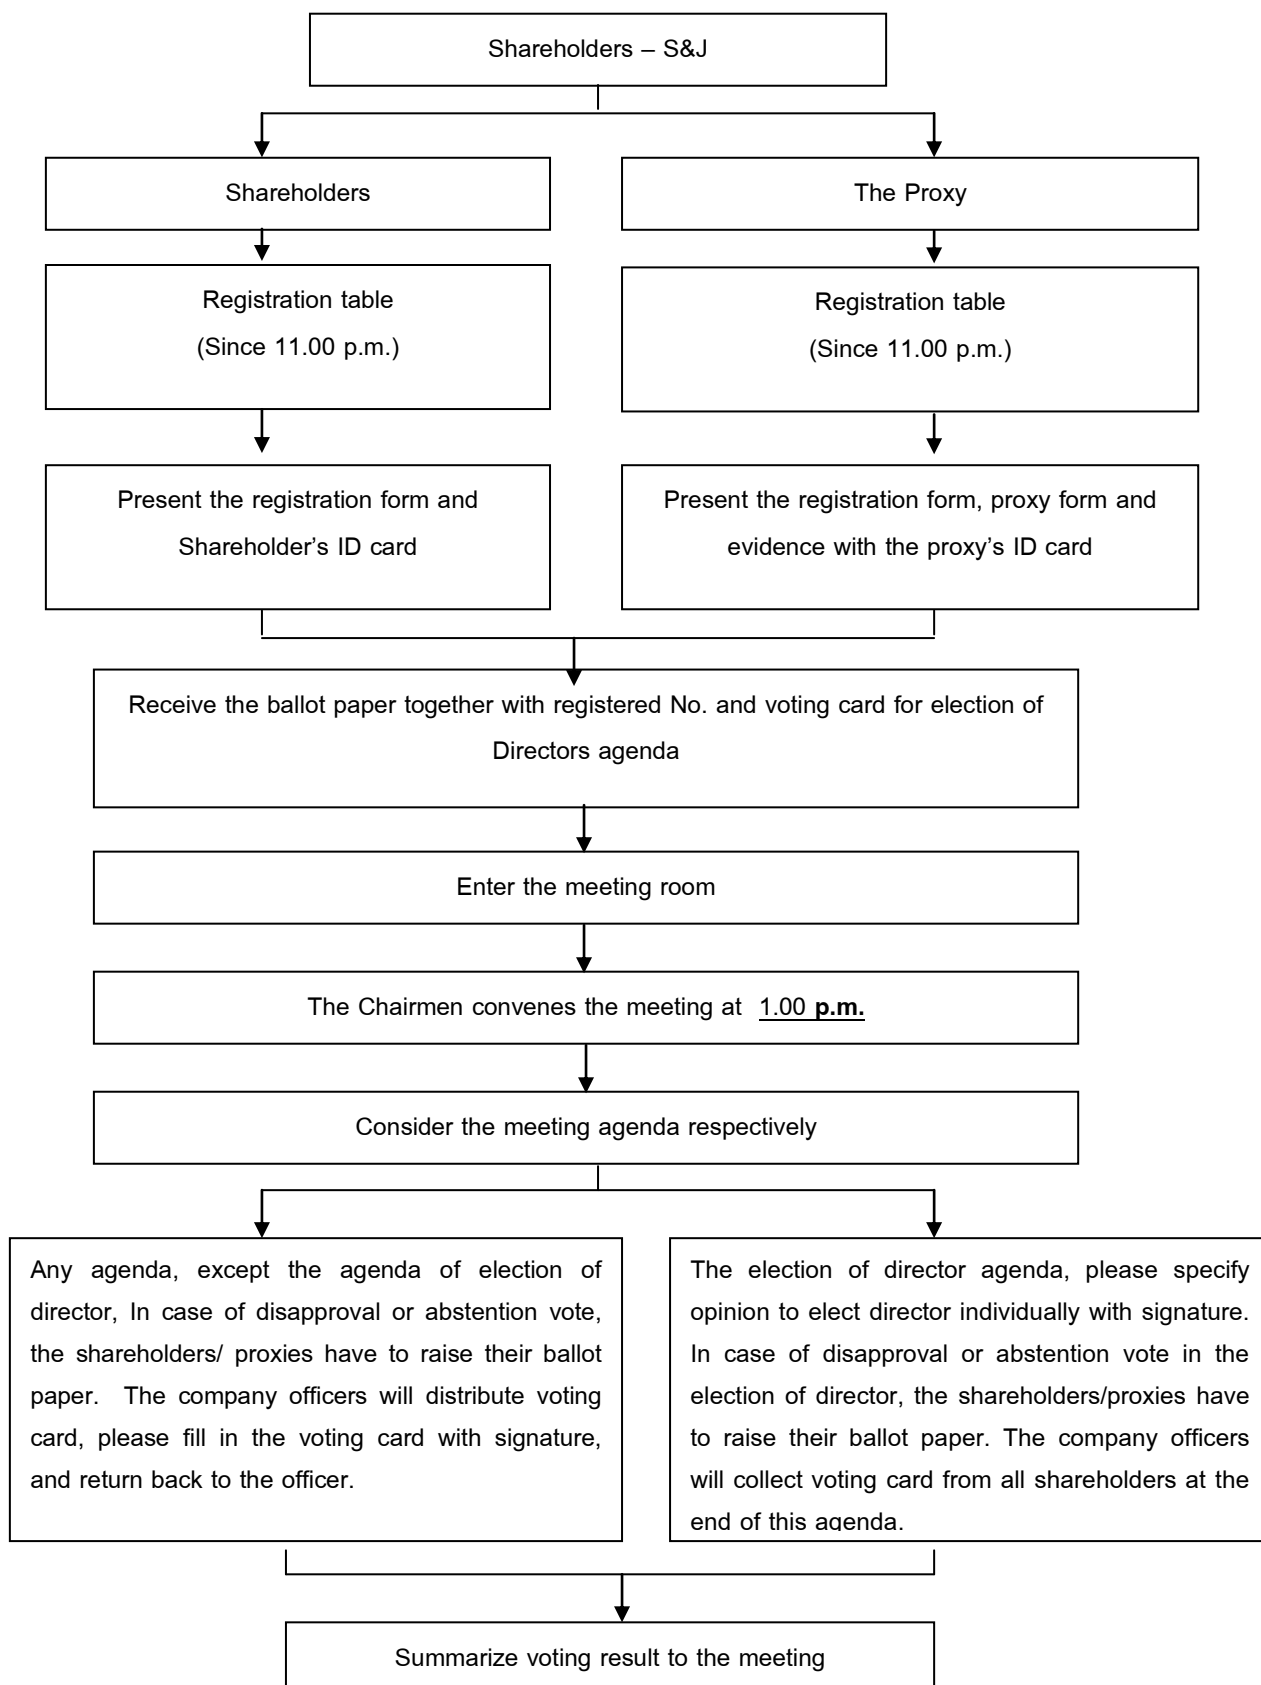 Shareholders – S&J
Shareholders
The Proxy
Registration table
(Since 11.00 p.m.)
Registration table
(Since 11.00 p.m.)
Present the registration form and
Shareholder’s ID card
Present the registration form, proxy form and
evidence with the proxy’s ID card
Receive the ballot paper together with registered No. and voting card for election of
Directors agenda
Enter the meeting room
The Chairmen convenes the meeting at 1.00 p.m.
Consider the meeting agenda respectively
Any agenda, except the agenda of election of
director, In case of disapproval or abstention vote,
the shareholders/ proxies have to raise their ballot
paper. The company officers will distribute voting
card, please fill in the voting card with signature,
and return back to the officer.
The election of director agenda, please specify
opinion to elect director individually with signature.
In case of disapproval or abstention vote in the
election of director, the shareholders/proxies have
to raise their ballot paper. The company officers
will collect voting card from all shareholders at the
end of this agenda.
Summarize voting result to the meeting